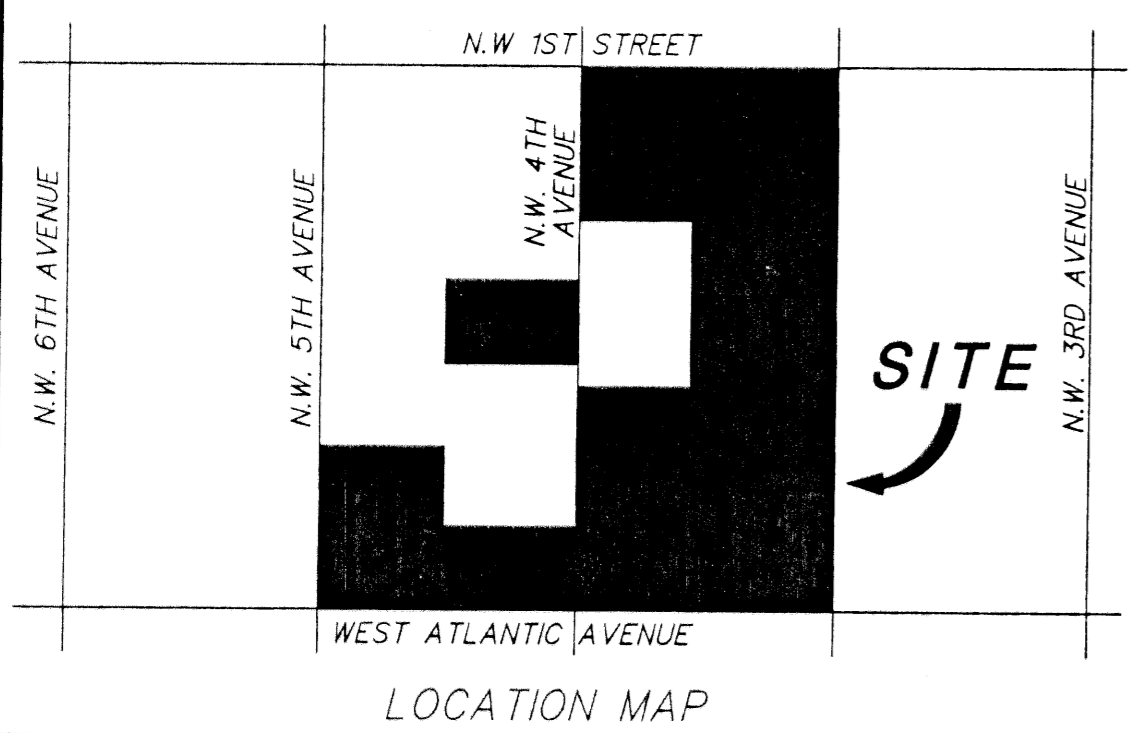 N.W 1ST STREET
N.W. 6TH AVENUE
N.W. 5TH AVENUE
N.W. 4TH
AVENUE
SITE
N.W. 3RD AVENUE
WEST ATLANTIC AVENUE
LOCATION MAP